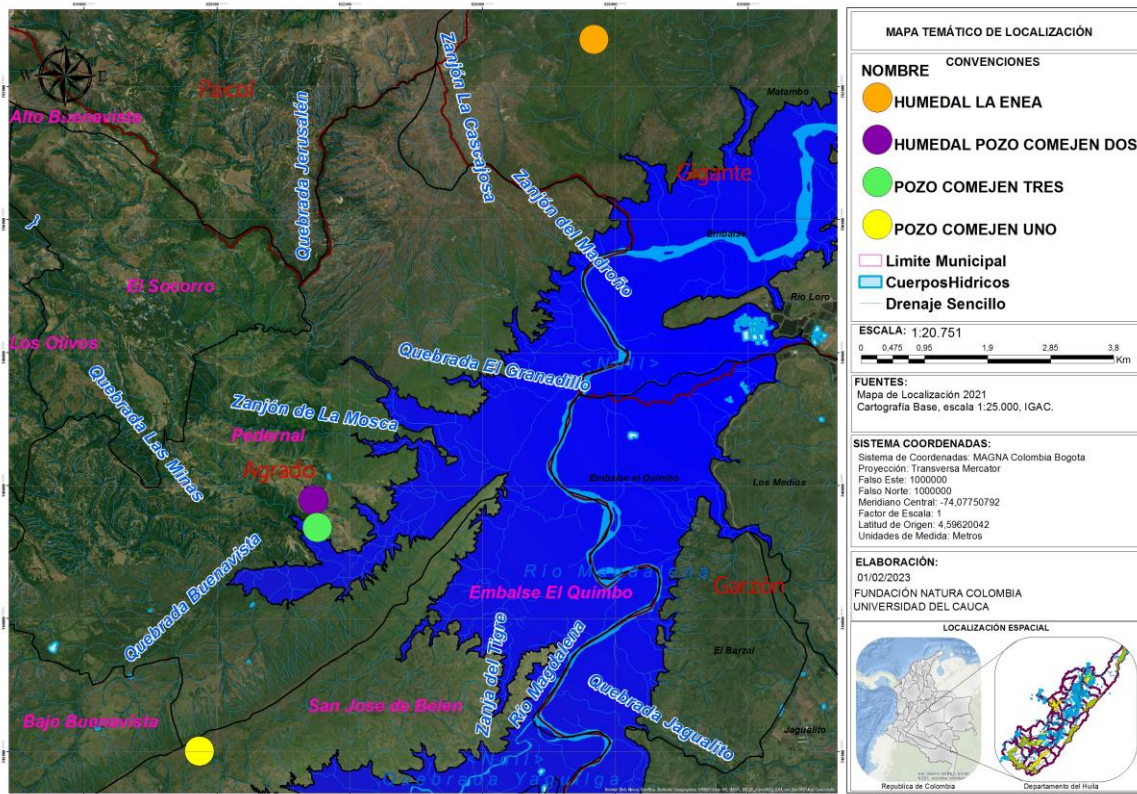 N
W
E
S
Paicol
Alto Buenavista
Quebrada Jerusalén
Zanjón La Cascajosa
Matambo
Gigante
Zanjón del Madroño
Embalse
El Socorro
Río Loro
Los Olivos
Quebrada El Granadillo
<Null>
Quebrada Las Minas
Zanjón de La Mosca
Pedernal
Agrado
Embalse el Quimbo
Los Medios
Quebrada Buenavista
Río Magdalena
Embalse El Quimbo
Garzón
Zanja del Tigre
Río Magdalena
El Barzal
San Jose de Belen
Quebrada Jagualito
Bajo Buenavista
Jagualito
<Null>
Quebrada Yaguilga
MAPA TEMÁTICO DE LOCALIZACIÓN
CONVENCIONES
NOMBRE
HUMEDAL LA ENEA
HUMEDAL POZO COMEJEN DOS
POZO COMEJEN TRES
POZO COMEJEN UNO
Limite Municipal
CuerposHidricos
Drenaje Sencillo
ESCALA: 1:20.751
0 0,475 0,95 1,9 2,85 3,8
Km
FUENTES:
Mapa de Localización 2021
Cartografía Base, escala 1:25.000, IGAC.
SISTEMA COORDENADAS:
Sistema de Coordenadas: MAGNA Colombia Bogota
Proyección: Transversa Mercator
Falso Este: 1000000
Falso Norte: 1000000
Meridiano Central: -74,07750792
Factor de Escala: 1
Latitud de Origen: 4,59620042
Unidades de Medida: Metros
ELABORACIÓN:
01/02/2023
FUNDACIÓN NATURA COLOMBIA
UNIVERSIDAD DEL CAUCA
LOCALIZACIÓN ESPACIAL
Republica de Colombia
Departamento del Huila